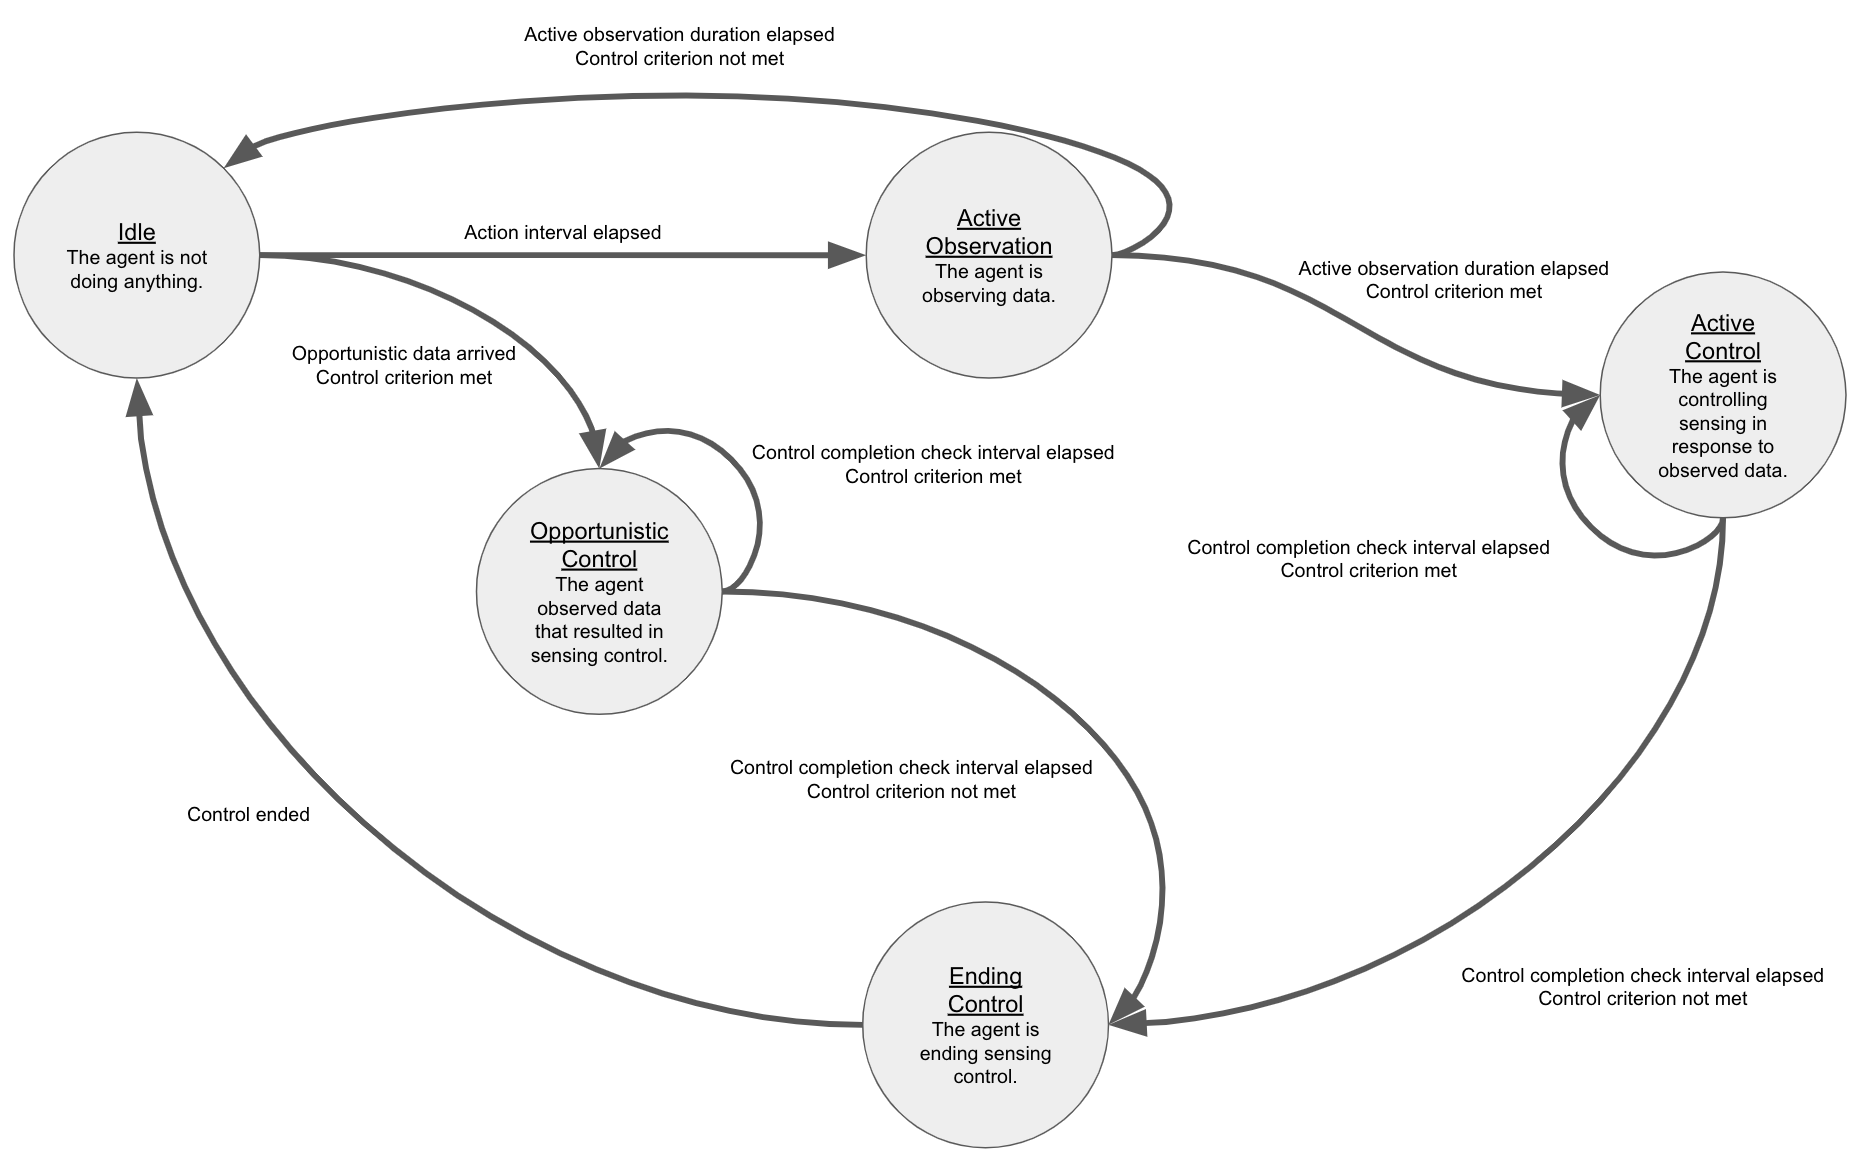 Active observation duration elapsed
Control criterion not met
Idle
The agent is not
doing anything.
Action interval elapsed
Active
Observation
The agent is
observing data.
Active observation duration elapsed
Control criterion met
Active
Control
The agent is
controlling
sensing in
response to
observed data.
Opportunistic data arrived
Control criterion met
Control completion check interval elapsed
Control criterion met
Opportunistic
Control
The agent
observed data
that resulted in
sensing control.
Control completion check interval elapsed
Control criterion met
Control completion check interval elapsed
Control criterion not met
Control ended
Ending
Control
The agent is
ending sensing
control.
Control completion check interval elapsed
Control criterion not met